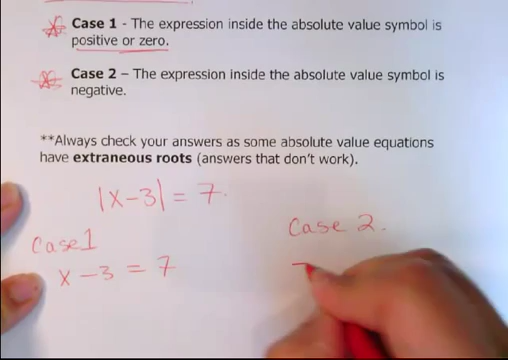 Case 1 - The expression inside the absolute value symbol is
positive or zero.
Case 2 – The expression inside the absolute value symbol is
negative.
**Always check your answers as some absolute value equations
have extraneous roots (answers that don't work).
|x-3| = 7.
Case 1
Case 2.
x - 3 = 7